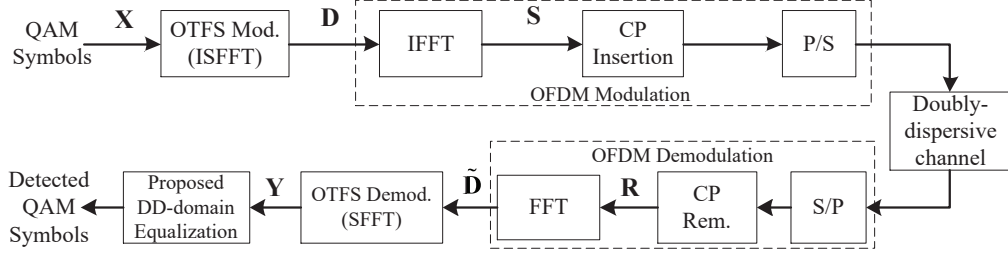 X
D
S
QAM
Symbols
OTFS Mod.
(ISFFT)
IFFT
CP
Insertion
P/S
OFDM Modulation
Doubly-
dispersive
channel
OFDM Demodulation
Detected
QAM
Symbols
Proposed
DD-domain
Equalization
Y
OTFS Demod.
(SFFT)
D̃
FFT
R
CP
Rem.
S/P